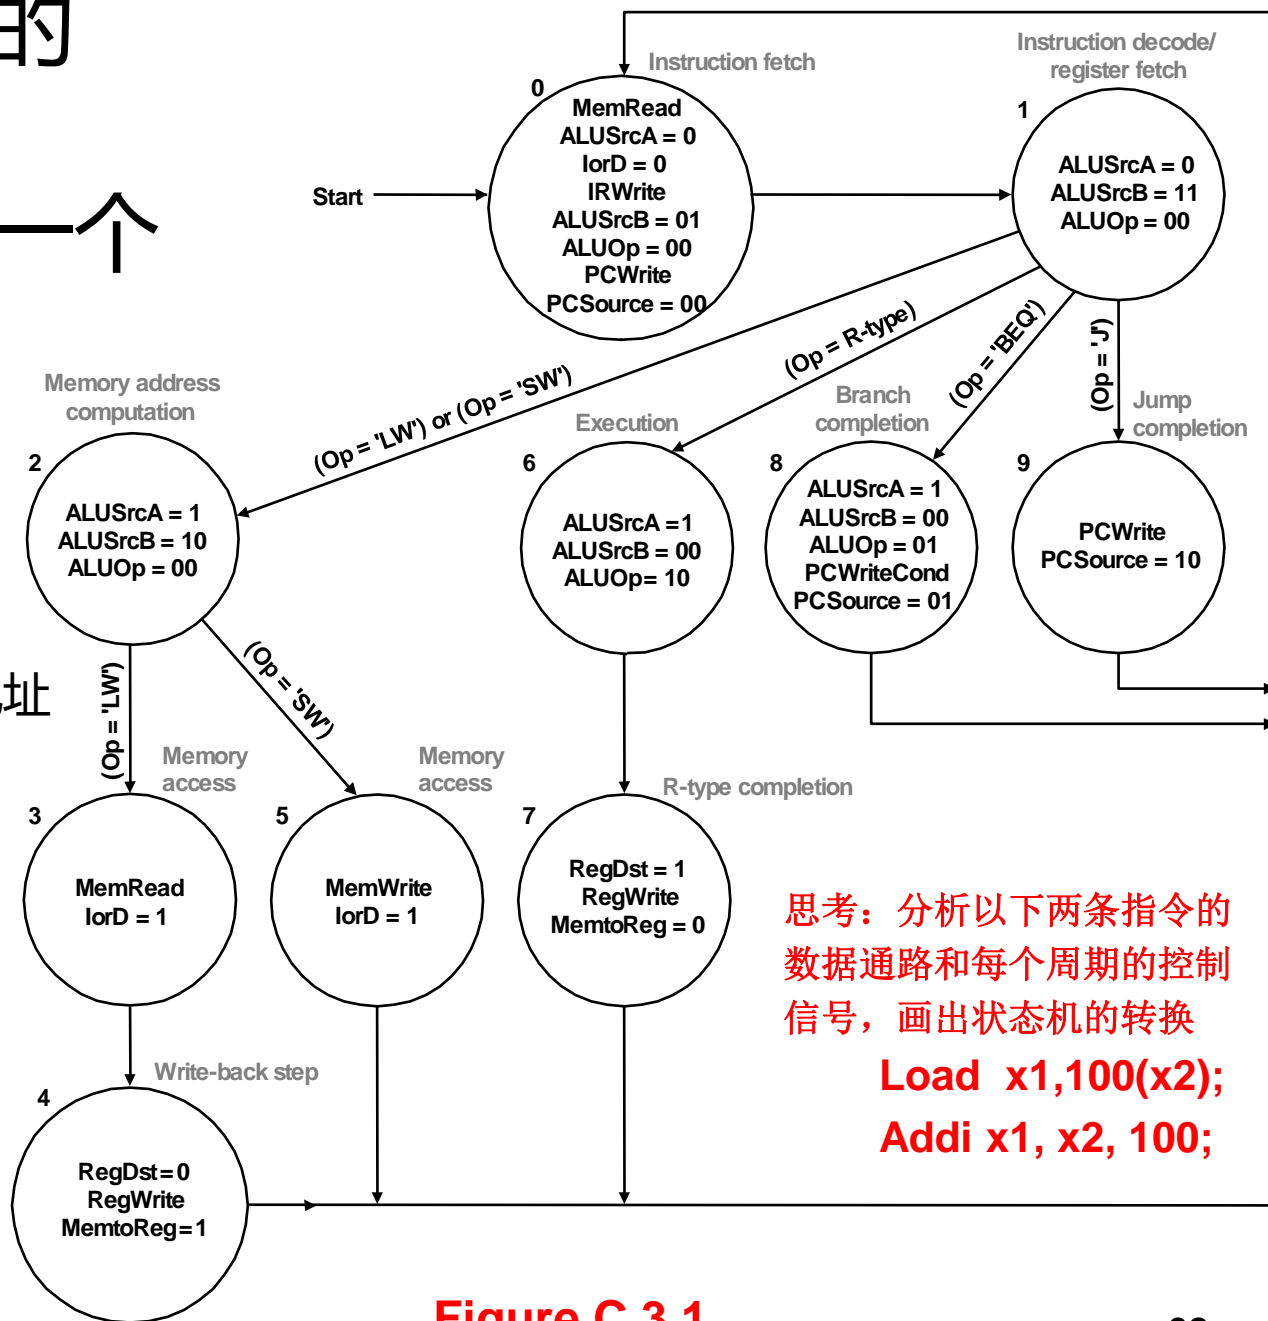 的
一个
址
Start
0
Instruction fetch
MemRead
ALUSrcA = 0
IorD = 0
IRWrite
ALUSrcB = 01
ALUOp = 00
PCWrite
PCSource = 00
Instruction decode/
register fetch
1
ALUSrcA = 0
ALUSrcB = 11
ALUOp = 00
(Op = 'LW') or (Op = 'SW')
(Op = R-type)
(Op = 'BEQ')
(Op = 'J')
Memory address
computation
2
ALUSrcA = 1
ALUSrcB = 10
ALUOp = 00
Execution
6
ALUSrcA =1
ALUSrcB = 00
ALUOp= 10
Branch
completion
8
ALUSrcA = 1
ALUSrcB = 00
ALUOp = 01
PCWriteCond
PCSource = 01
Jump
completion
9
PCWrite
PCSource = 10
(Op = 'LW')
(Op = 'SW')
Memory
access
3
MemRead
IorD = 1
Memory
access
5
MemWrite
IorD = 1
R-type completion
7
RegDst = 1
RegWrite
MemtoReg = 0
Write-back step
4
RegDst=0
RegWrite
MemtoReg=1
思考：分析以下两条指令的
数据通路和每个周期的控制
信号，画出状态机的转换
Load x1,100(x2);
Addi x1, x2, 100;
Figure C.3.1